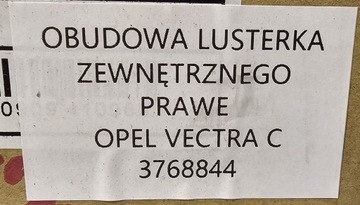 OBUDOWA LUSTERKA
ZEWNĘTRZNEGO
PRAWE
OPEL VECTRA C
3768844